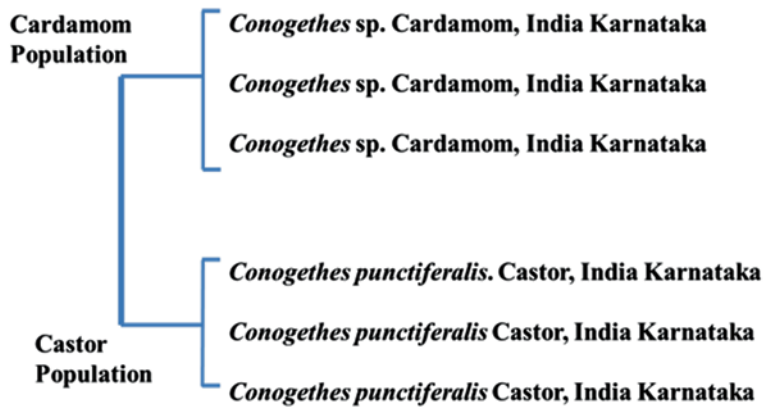 Cardamom
Population
Conogethes sp. Cardamom, India Karnataka
Conogethes sp. Cardamom, India Karnataka
Conogethes sp. Cardamom, India Karnataka
Conogethes punctiferalis. Castor, India Karnataka
Conogethes punctiferalis Castor, India Karnataka
Castor
Population
Conogethes punctiferalis Castor, India Karnataka